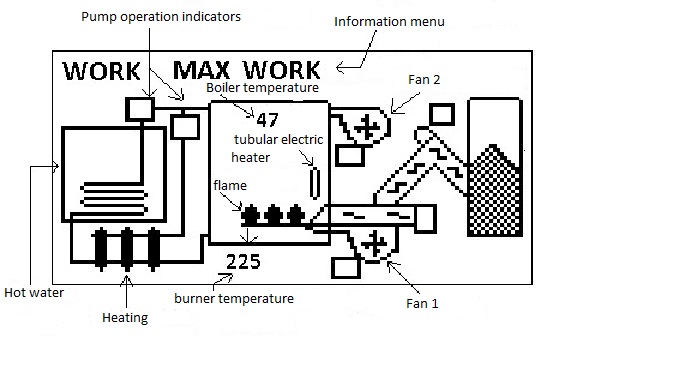 Pump operation indicators
Information menu
WORK MAX WORK
Boiler temperature
Fan 2
47
tubular electric
heater
flame
225
Hot water
burner temperature
Fan 1
Heating